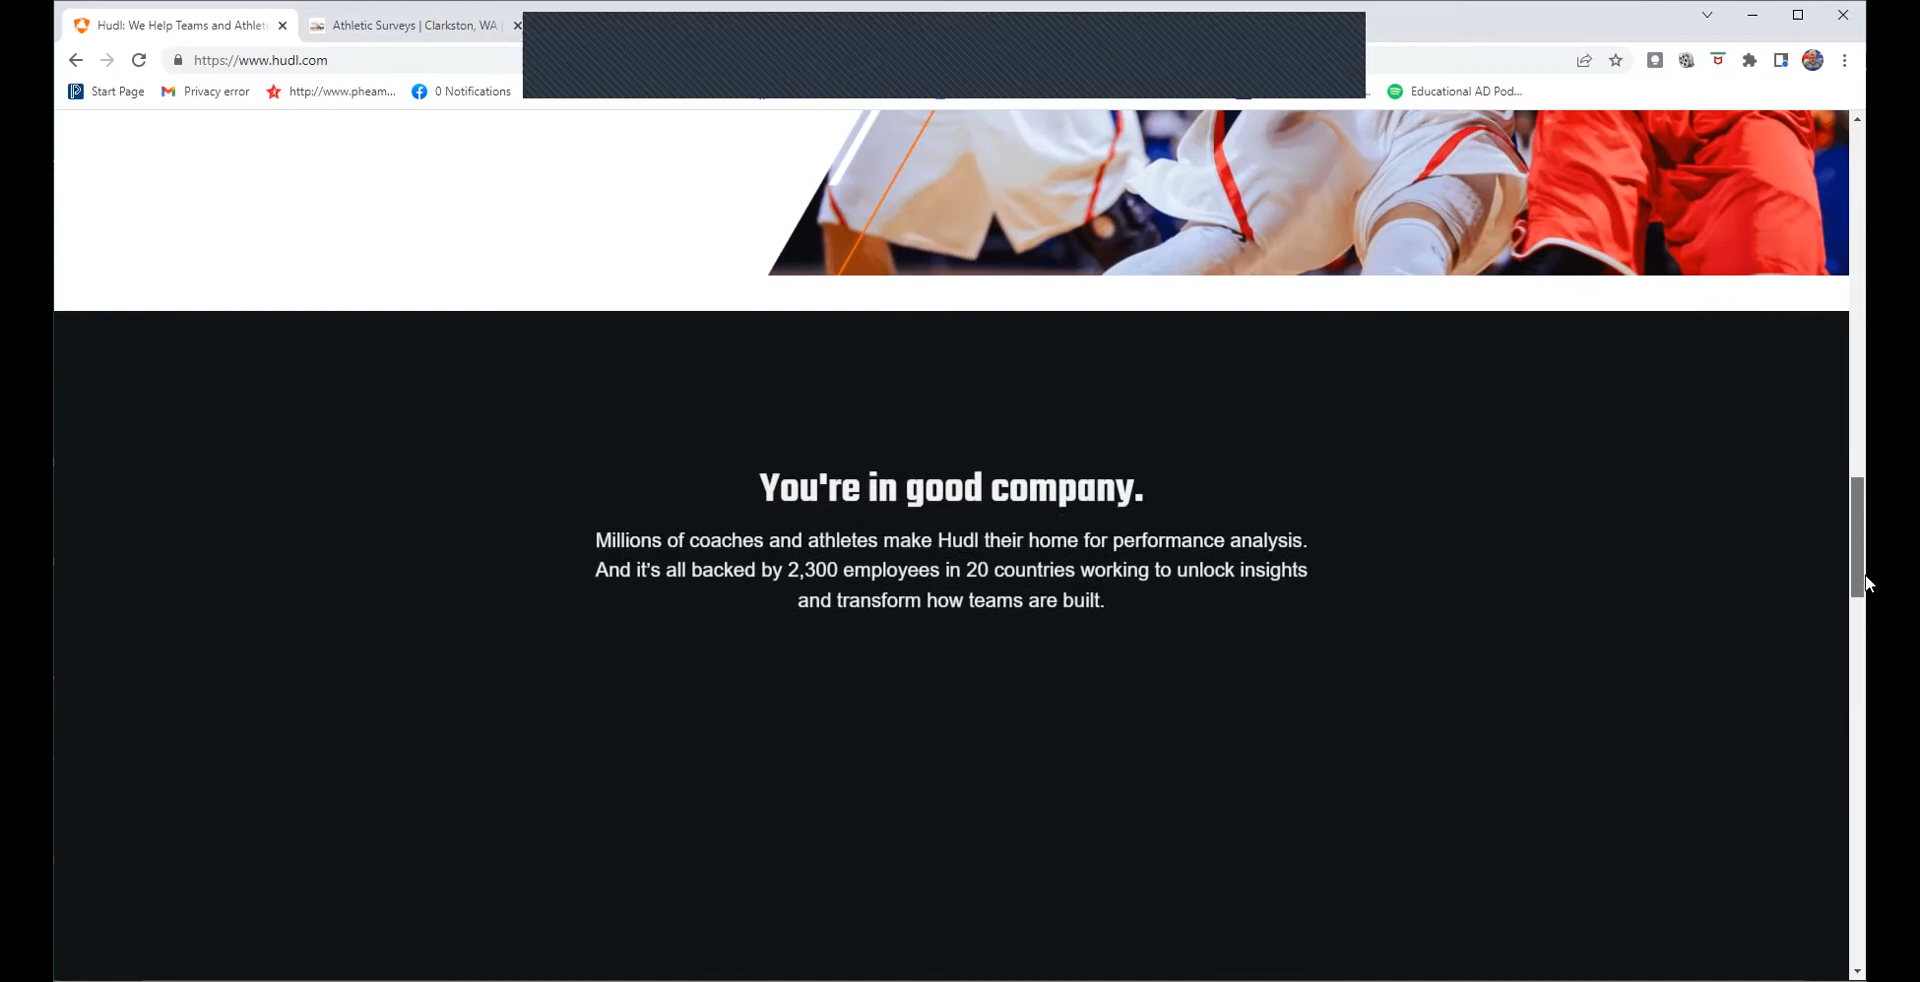 Hudl: We Help Teams and Athlet
Athletic Surveys | Clarkston, WA
https://www.hudl.com
Start Page
Privacy error
http://www.pheam...
0 Notifications
Educational AD Pod...
You're in good company.
Millions of coaches and athletes make Hudl their home for performance analysis.
And it's all backed by 2,300 employees in 20 countries working to unlock insights
and transform how teams are built.